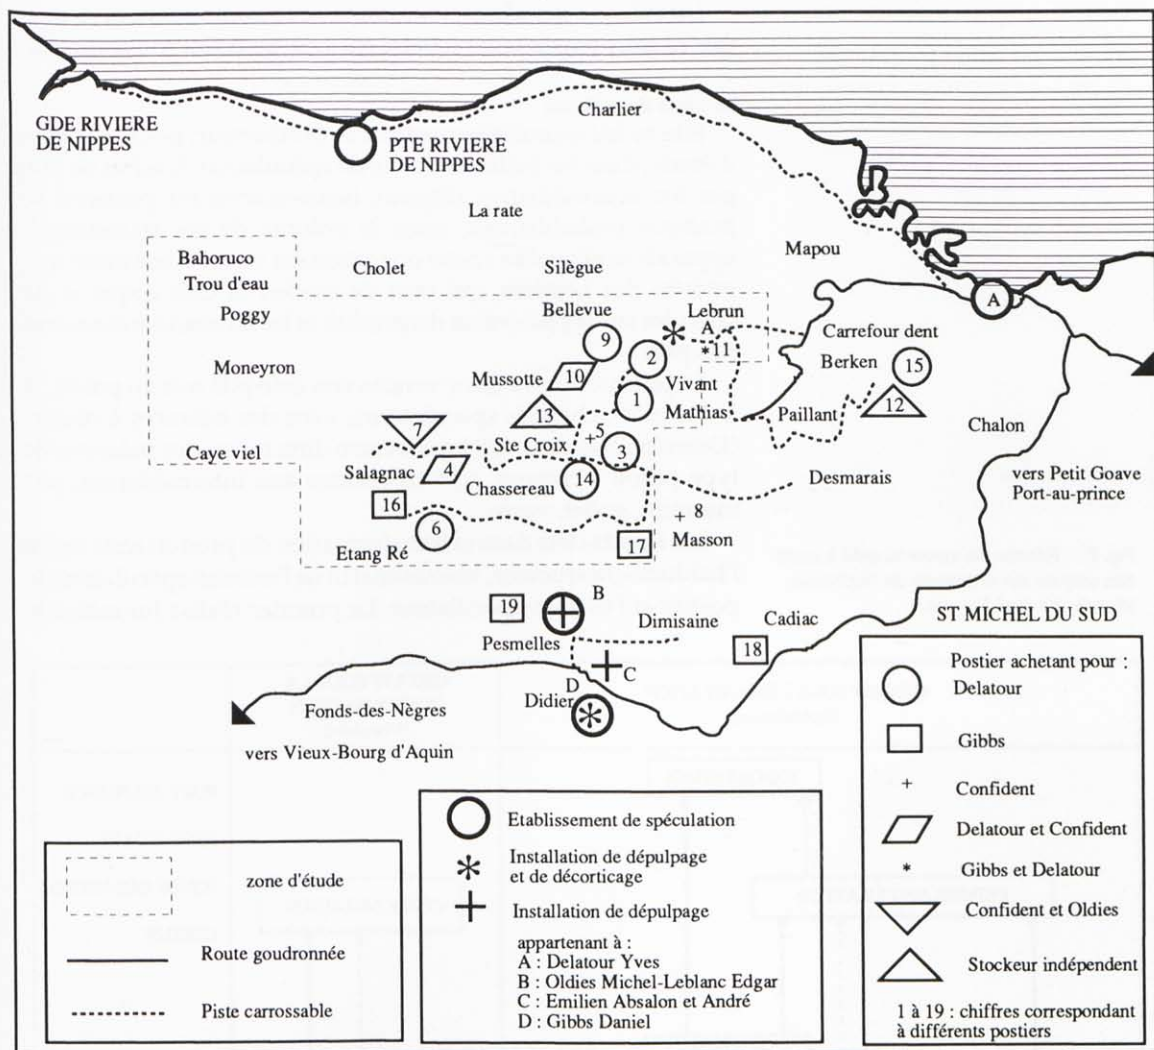 Charlier
GDE RIVIERE
DE NIPPES
PTE RIVIERE
DE NIPPES
La rate
Mapou
Bahoruco
Trou d'eau
Poggy
Cholet
Silègue
A
Bellevue
Lebrun
A
Carrefour dent
9
2
11
Berken
15
Moneyron
Mussotte
10
Vivant
1
Mathias
Paillant
12
13
7
5
Chalon
Caye viel
Ste Croix
3
Salagnac
4
Chassereau
14
Desmarais
vers Petit Goave
Port-au-prince
16
8
6
Masson
17
Etang Ré
19
B
Dimisaine
Cadiac
ST MICHEL DU SUD
Pesmelles
18
C
D
Didier
Fonds-des-Nègres
vers Vieux-Bourg d'Aquin
Postier achetant pour :
Delatour
Gibbs
Confident
Delatour et Confident
Gibbs et Delatour
Confident et Oldies
Stockeur indépendant
1 à 19 : chiffres correspondant
à différents postiers
Etablissement de spéculation
Installation de dépulpage
et de décorticage
Installation de dépulpage
appartenant à :
A : Delatour Yves
B : Oldies Michel-Leblanc Edgar
C : Emilien Absalon et André
D : Gibbs Daniel
zone d'étude
Route goudronnée
Piste carrossable